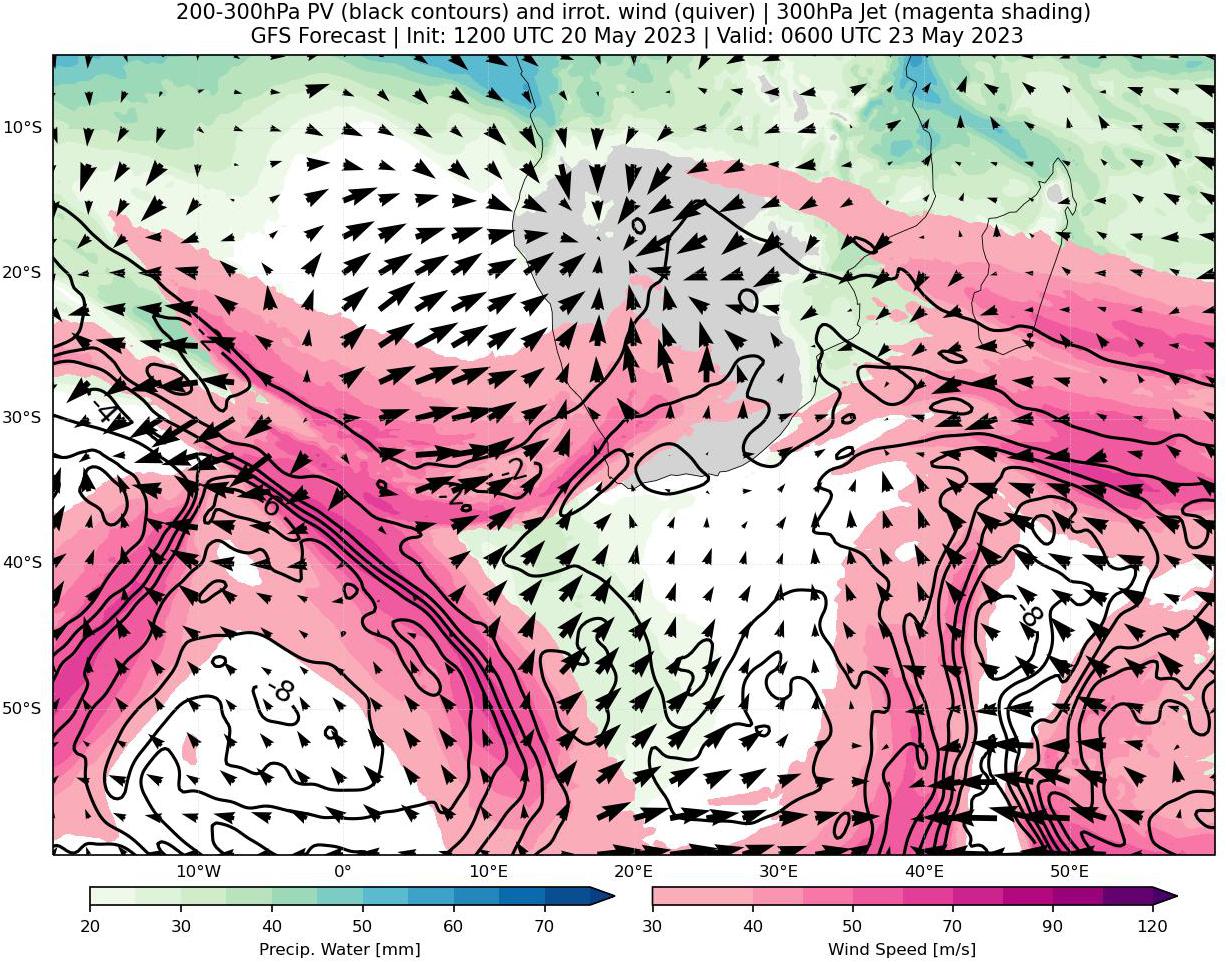 200-300hPa PV (black contours) and irrot. wind (quiver) | 300hPa Jet (magenta shading)
GFS Forecast | Init: 1200 UTC 20 May 2023 | Valid: 0600 UTC 23 May 2023
10°S
20°S
30°S
40°S
50°S
-4
-2
-2
-6
-8
-8
10°W 0° 10°E 20°E 30°E 40°E 50°E
20 30 40 50 60 70
Precip. Water [mm]
30 40 50 70 90 120
Wind Speed [m/s]